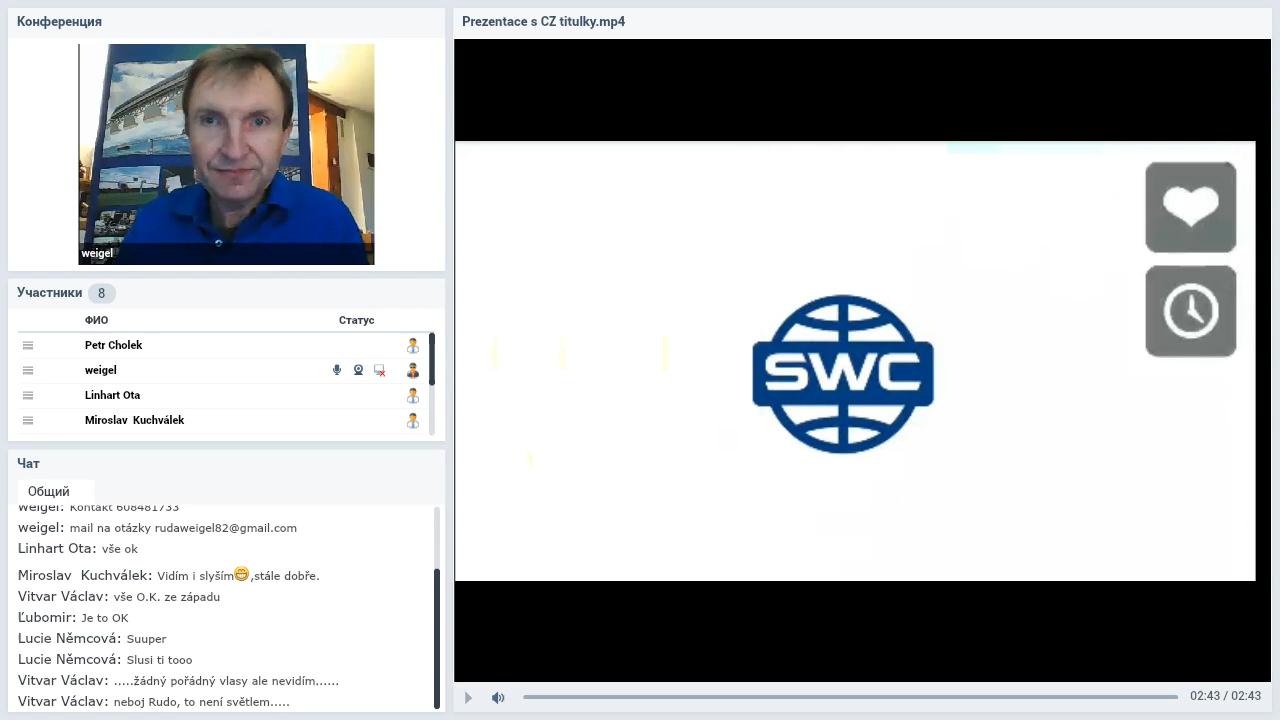 Конференция
weigel
Участники 8
ФИО Статус
Petr Cholek
weigel
Linhart Ota
Miroslav Kuchválek
Чат
Общий
weigel: Kontakt 608481733
weigel: mail na otázky rudaweigel82@gmail.com
Linhart Ota: vše ok
Miroslav Kuchválek: Vidím i slyším😁,stále dobře.
Vitvar Václav: vše O.K. ze západu
Ľubomir: Je to OK
Lucie Němcová: Suuper
Lucie Němcová: Slusi ti tooo
Vitvar Václav: .....žádný pořádný vlasy ale nevidím......
Vitvar Václav: neboj Rudo, to není světlem.....
Prezentace s CZ titulky.mp4
SWC
02:43 / 02:43